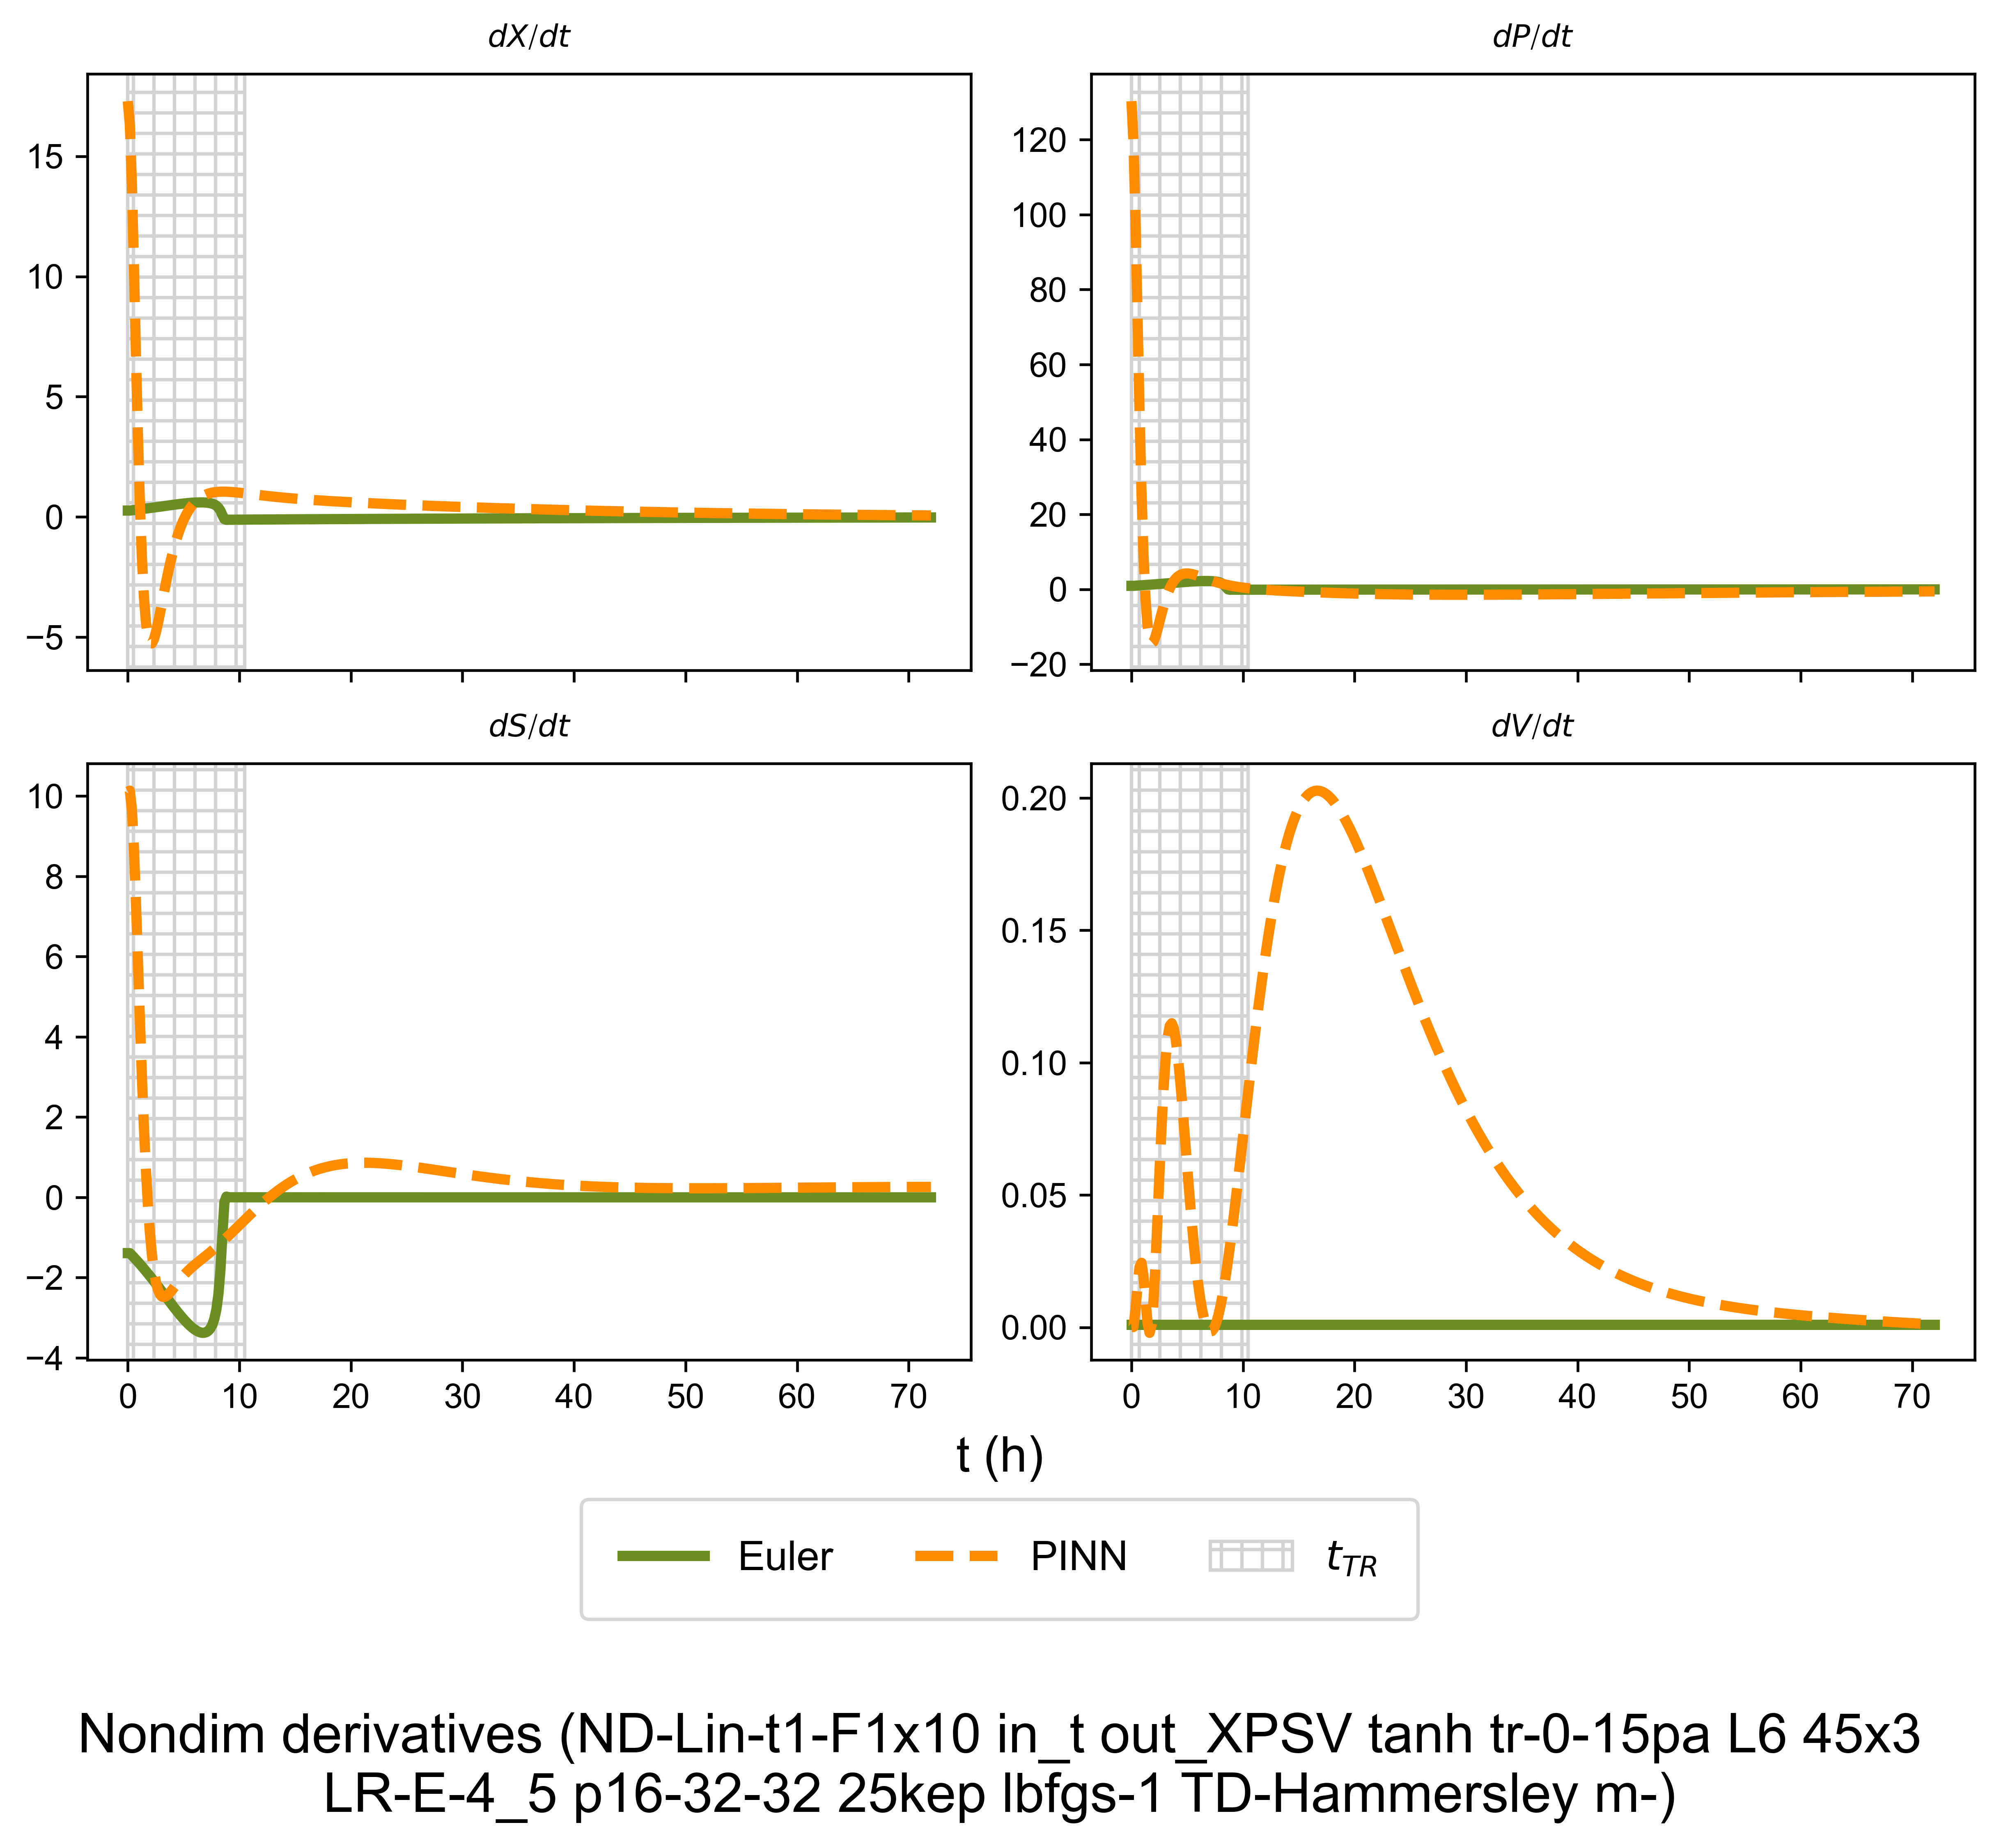 dX/dt
dP/dt
15
10
5
0
−5
120
100
80
60
40
20
0
−20
dS/dt
dV/dt
10
8
6
4
2
0
−2
−4
0 10 20 30 40 50 60 70
0.20
0.15
0.10
0.05
0.00
0 10 20 30 40 50 60 70
t (h)
Euler PINN t_{TR}
Nondim derivatives (ND-Lin-t1-F1x10 in_t out_XPSV tanh tr-0-15pa L6 45x3
LR-E-4_5 p16-32-32 25kep lbfgs-1 TD-Hammersley m-)